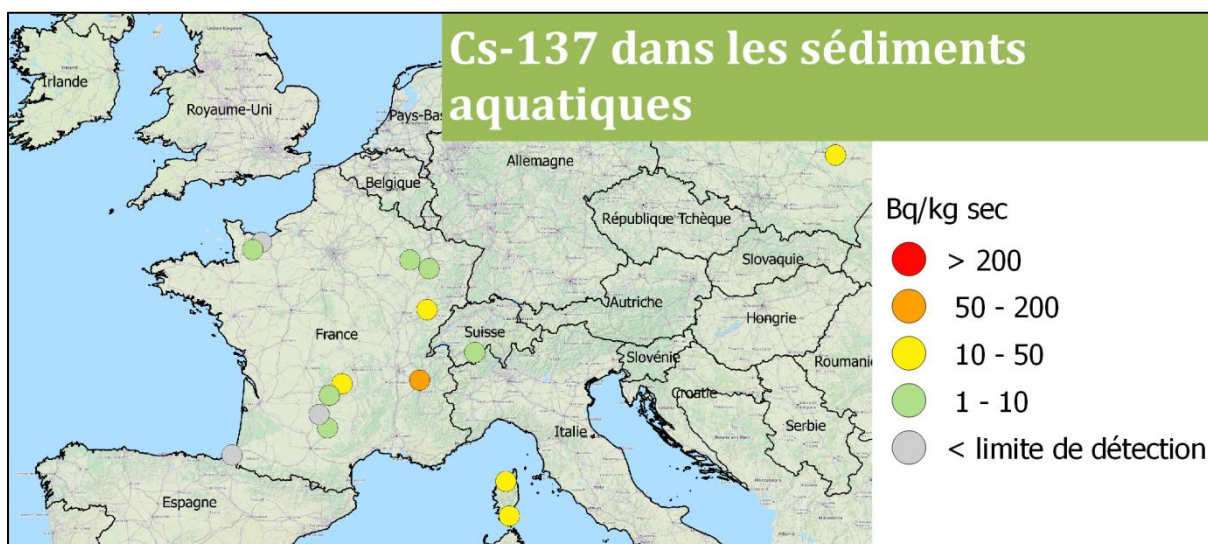 Cs-137 dans les sédiments
aquatiques
Irlande
Royaume-Uni
Pays-Bas
Belgique
Allemagne
République Tchèque
Slovaquie
Autriche
Hongrie
France
Suisse
Slovénie
Roumanie
Croatie
Serbie
Italie
Espagne
Bq/kg sec
> 200
50 - 200
10 - 50
1 - 10
< limite de détection